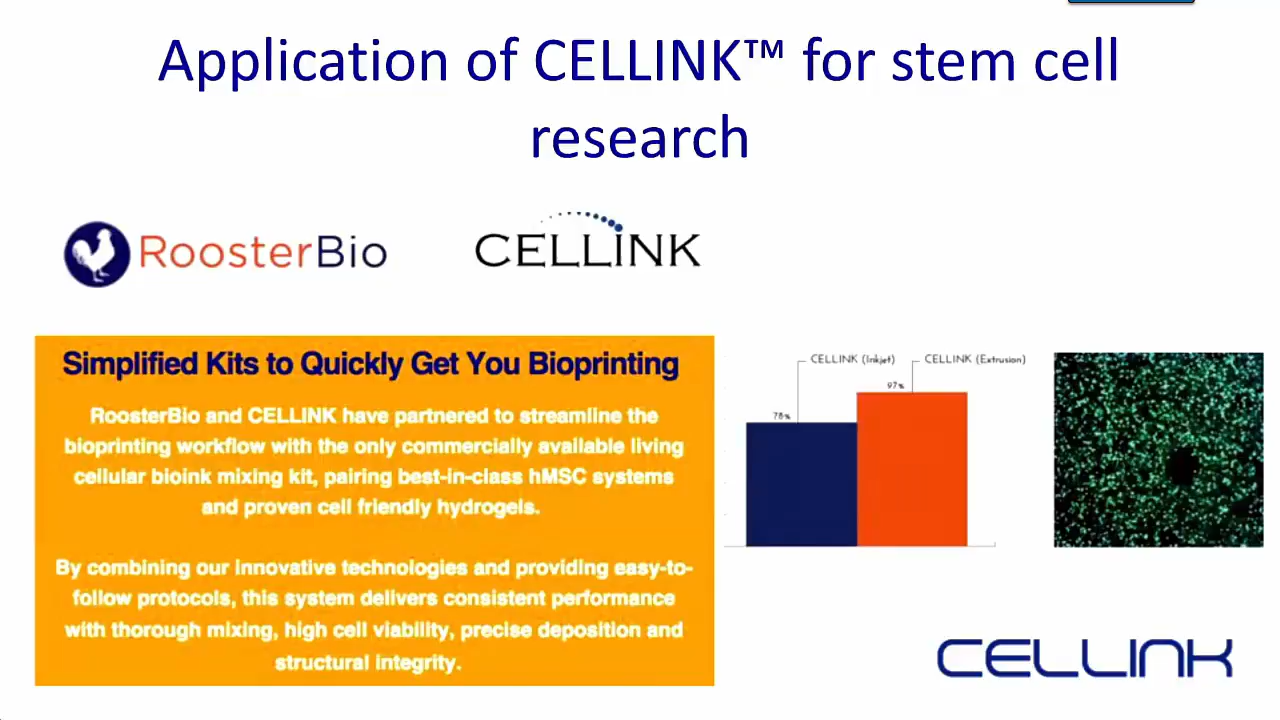 Application of CELLINK™ for stem cell
research
RoosterBio
CELLINK
Simplified Kits to Quickly Get You Bioprinting
RoosterBio and CELLINK have partnered to streamline the
bioprinting workflow with the only commercially available living
cellular bioink mixing kit, pairing best-in-class hMSC systems
and proven cell friendly hydrogels.
By combining our innovative technologies and providing easy-to-
follow protocols, this system delivers consistent performance
with thorough mixing, high cell viability, precise deposition and
structural integrity.
CELLINK (Inkjet)
CELLINK (Extrusion)
78%
97%
CELLINK